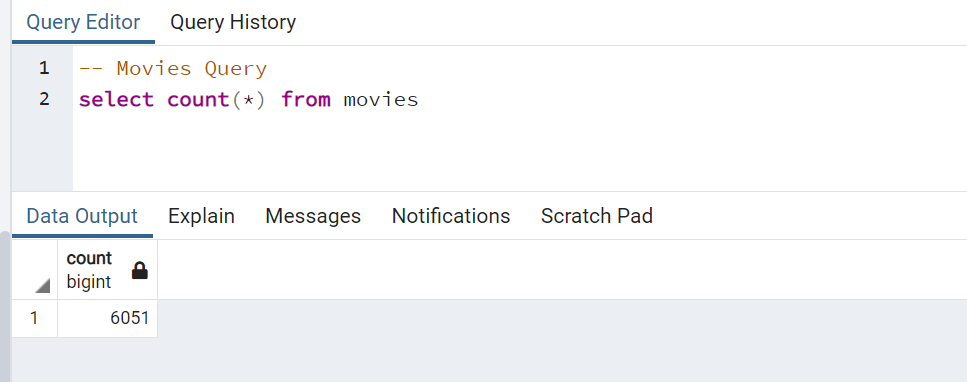 Query Editor Query History
1 -- Movies Query
2 select count(*) from movies
Data Output Explain Messages Notifications Scratch Pad
count
bigint
1 6051